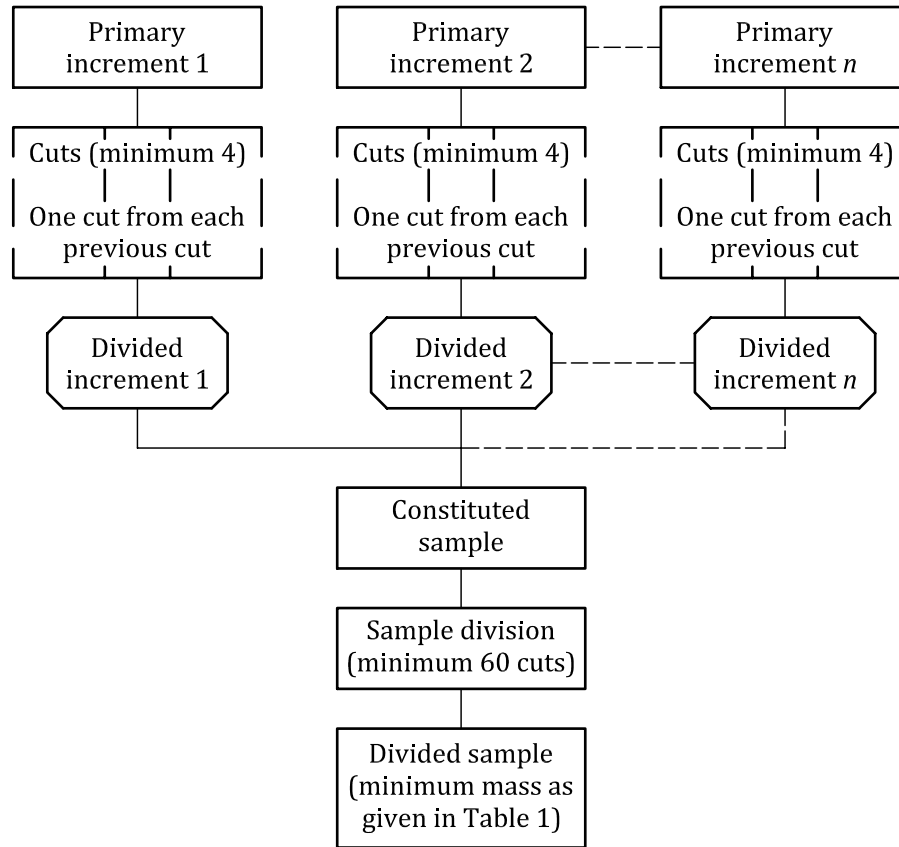 Primary
increment 1
Primary
increment 2
Primary
increment n
Cuts (minimum 4)
One cut from each
previous cut
Cuts (minimum 4)
One cut from each
previous cut
Cuts (minimum 4)
One cut from each
previous cut
Divided
increment 1
Divided
increment 2
Divided
increment n
Constituted
sample
Sample division
(minimum 60 cuts)
Divided sample
(minimum mass as
given in Table 1)